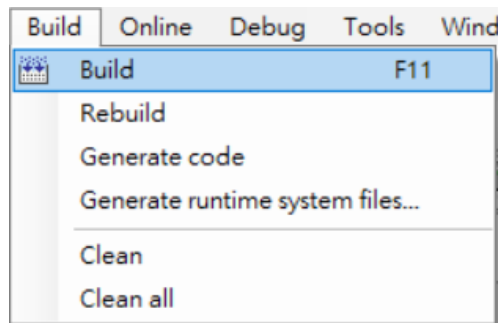 Build Online Debug Tools Wind
Build F11
Rebuild
Generate code
Generate runtime system files...
Clean
Clean all